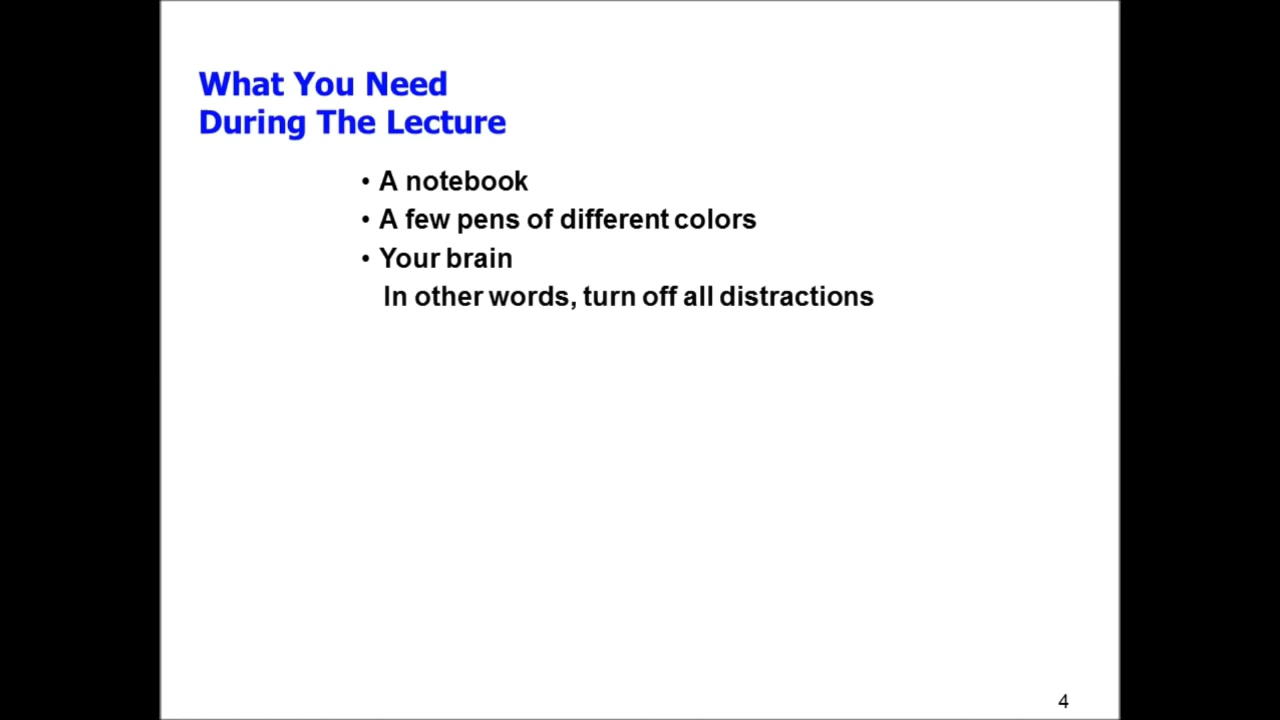 What You Need
During The Lecture
• A notebook
• A few pens of different colors
• Your brain
In other words, turn off all distractions
4